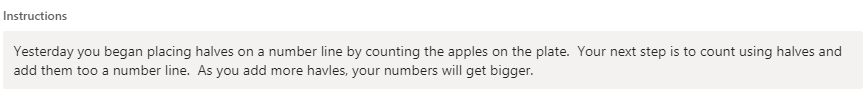 Instructions
Yesterday you began placing halves on a number line by counting the apples on the plate.  Your next step is to count using halves and
add them too a number line.  As you add more havles, your numbers will get bigger.